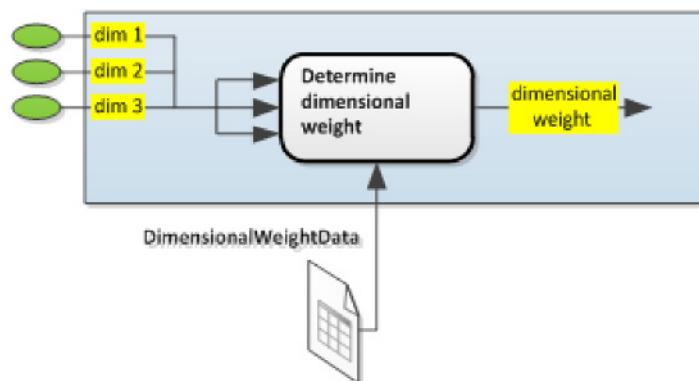 dim 1
dim 2
dim 3
Determine
dimensional
weight
dimensional
weight
DimensionalWeightData